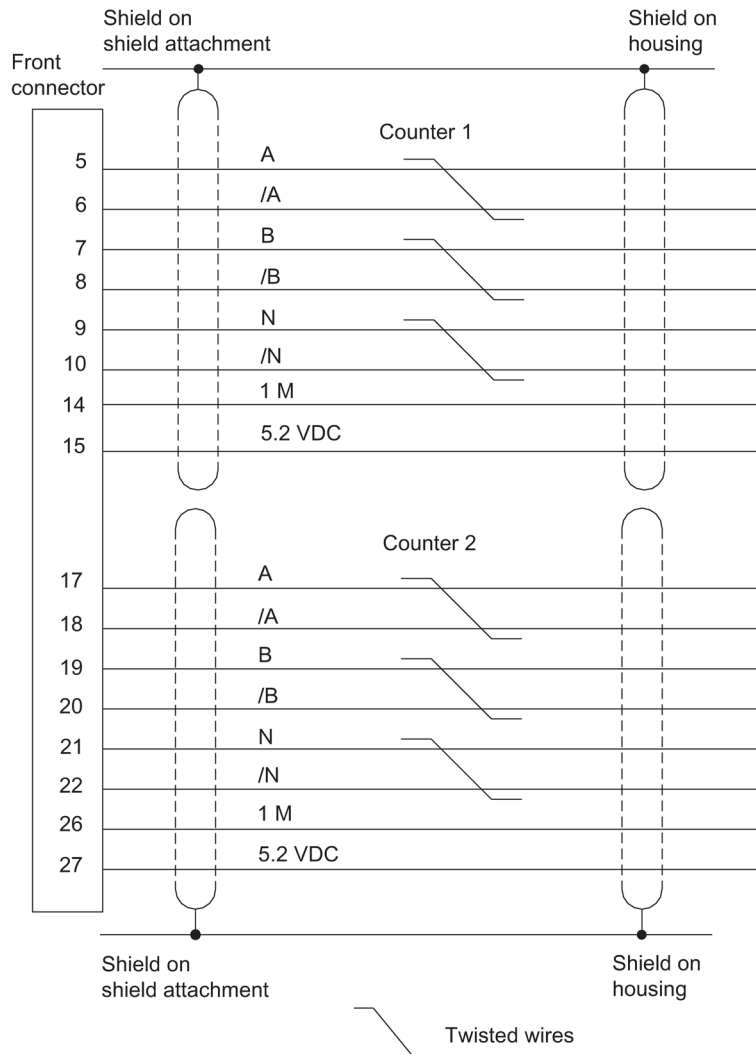 Shield on
shield attachment
Shield on
housing
Front
connector
Counter 1
5
A
6
/A
7
B
8
/B
9
N
10
/N
14
1 M
15
5.2 VDC
Counter 2
17
A
18
/A
19
B
20
/B
21
N
22
/N
26
1 M
27
5.2 VDC
Shield on
shield attachment
Shield on
housing
Twisted wires